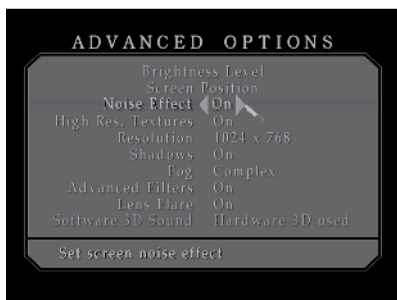 ADVANCED OPTIONS
Brightness Level
Screen Position
Noise Effect On
High Res. Textures On
Resolution 1024 x 768
Shadows On
Fog Complex
Advanced Filters On
Lens Flare On
Software 3D Sound Hardware 3D used
Set screen noise effect